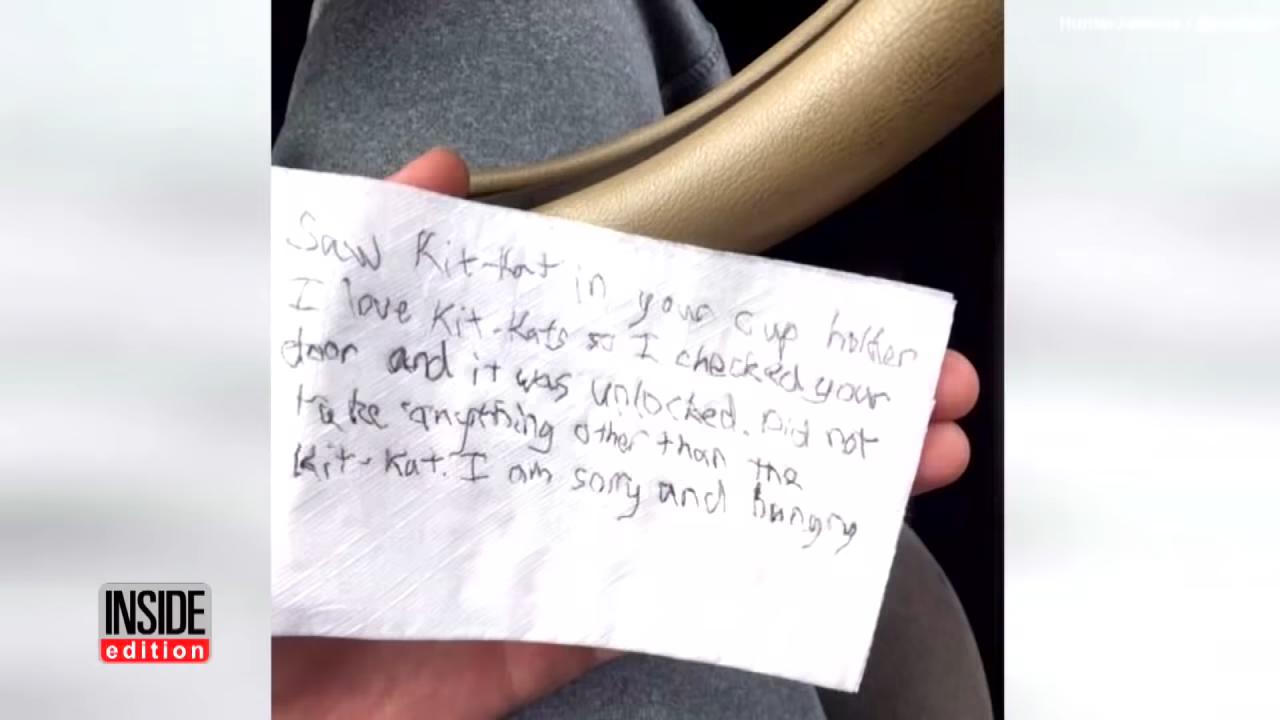 Saw Kit-Kat in your cup holder
I love Kit-Kats so I checked your
door and it was unlocked. Did not
take anything other than the
Kit-Kat. I am sorry and hungry
INSIDE
edition